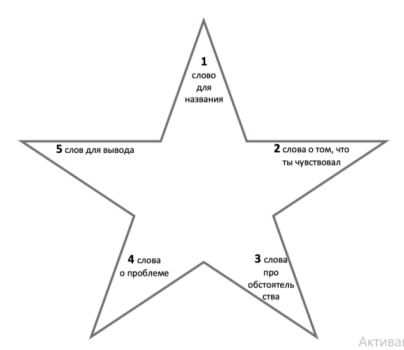 1
слово
для
названия
5 слов для вывода
2 слова о том, что
ты чувствовал
4 слова
о проблеме
3 слова
про
обстоятель
ства
Актива